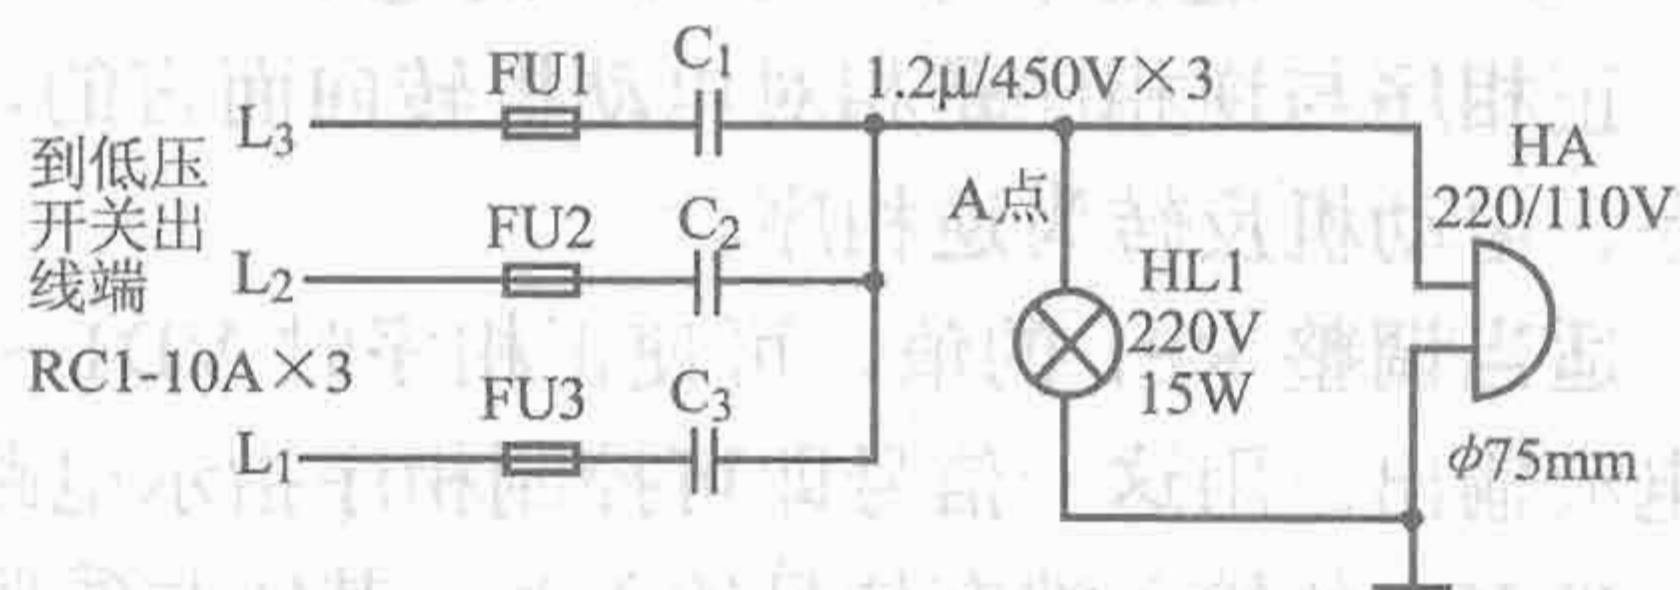 C₁
FU1
1.2μ/450V×3
L₃
到低压
开关出
线端
HA
220/110V
A点
C₂
FU2
L₂
HL1
220V
15W
RC1-10A×3
C₃
FU3
L₁
ϕ75mm